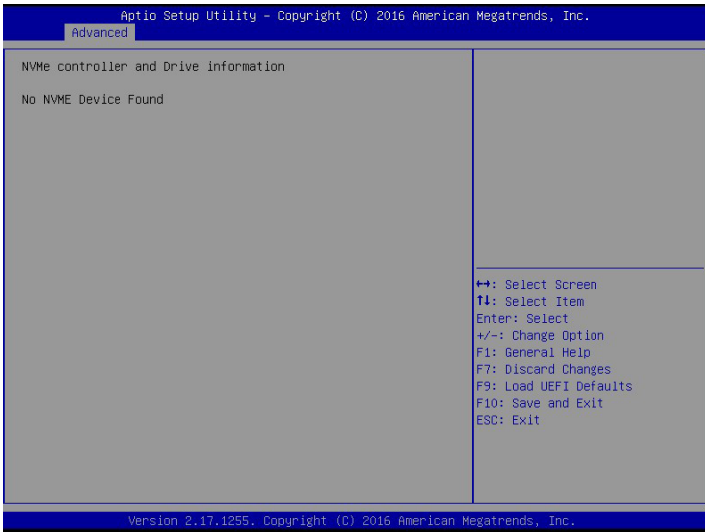 Aptio Setup Utility – Copyright (C) 2016 American Megatrends, Inc.
Advanced
NVMe controller and Drive information
No NVME Device Found
↔: Select Screen
↑↓: Select Item
Enter: Select
+/-: Change Option
F1: General Help
F7: Discard Changes
F9: Load UEFI Defaults
F10: Save and Exit
ESC: Exit
Version 2.17.1255. Copyright (C) 2016 American Megatrends, Inc.